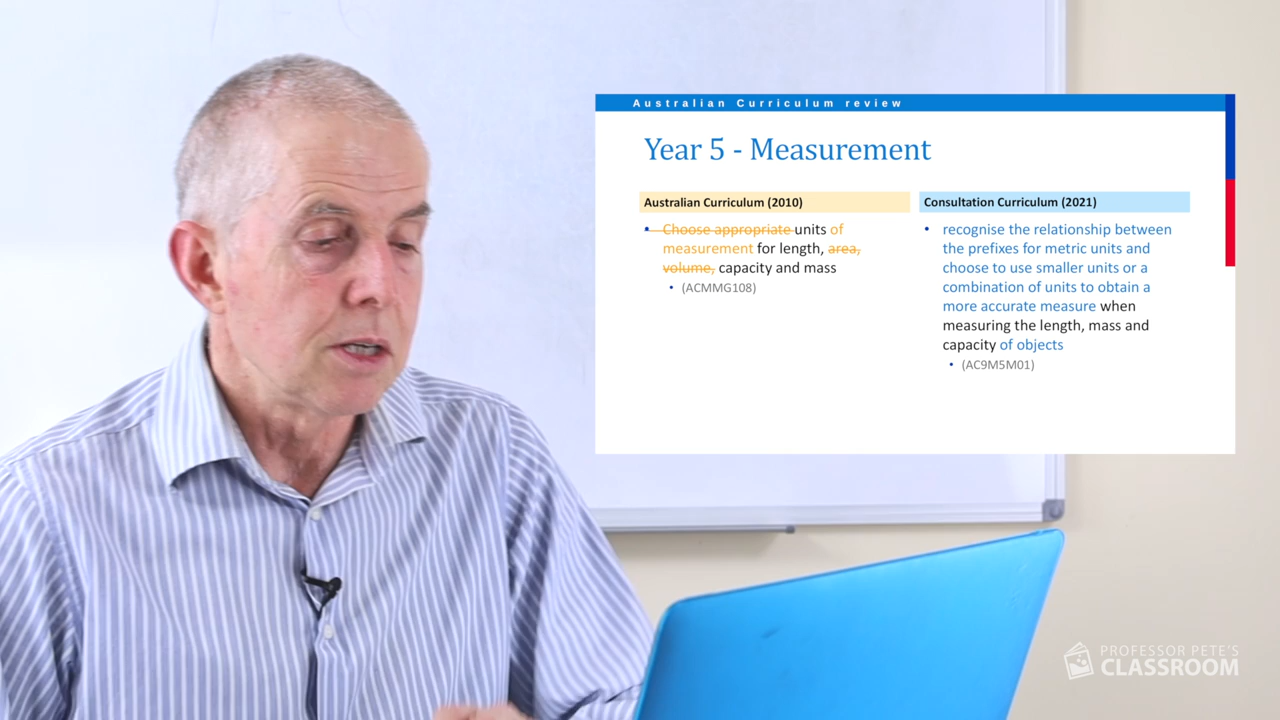 Australian Curriculum review
Year 5 - Measurement
Australian Curriculum (2010)
• Choose appropriate units of
measurement for length, area,
volume, capacity and mass
• (ACMMG108)
Consultation Curriculum (2021)
• recognise the relationship between
the prefixes for metric units and
choose to use smaller units or a
combination of units to obtain a
more accurate measure when
measuring the length, mass and
capacity of objects
• (AC9M5M01)
PROFESSOR PETE'S
CLASSROOM